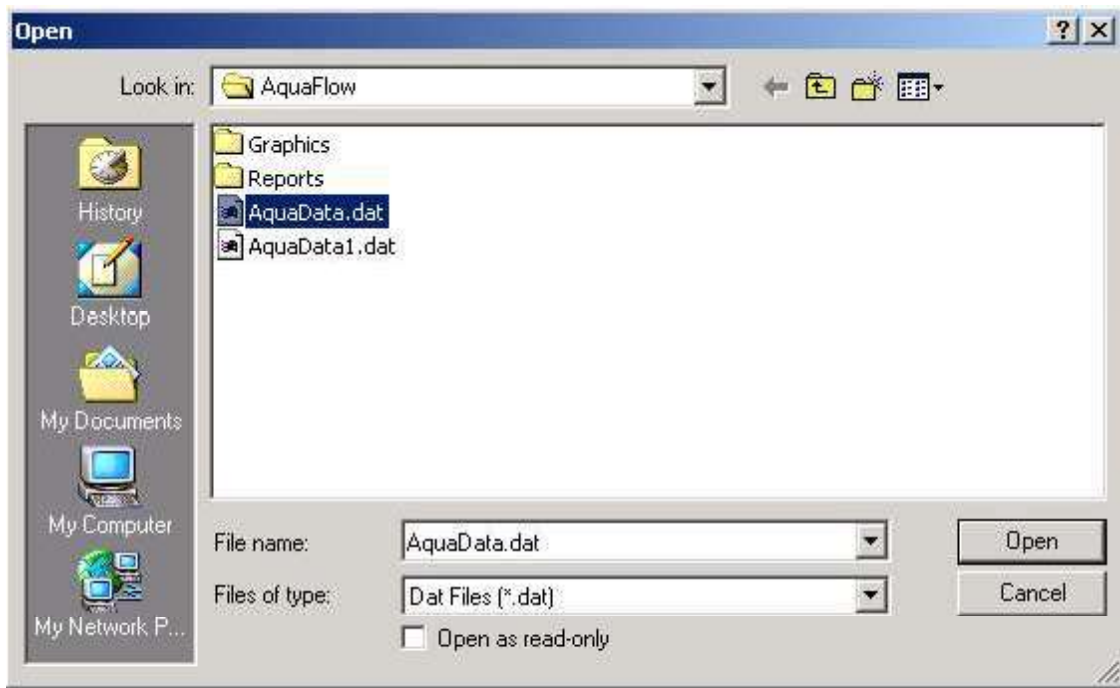 Open
Look in: AquaFlow
History
Desktop
My Documents
My Computer
My Network P...
Graphics
Reports
AquaData.dat
AquaData1.dat
File name: AquaData.dat Open
Files of type: Dat Files (*.dat) Cancel
Open as read-only